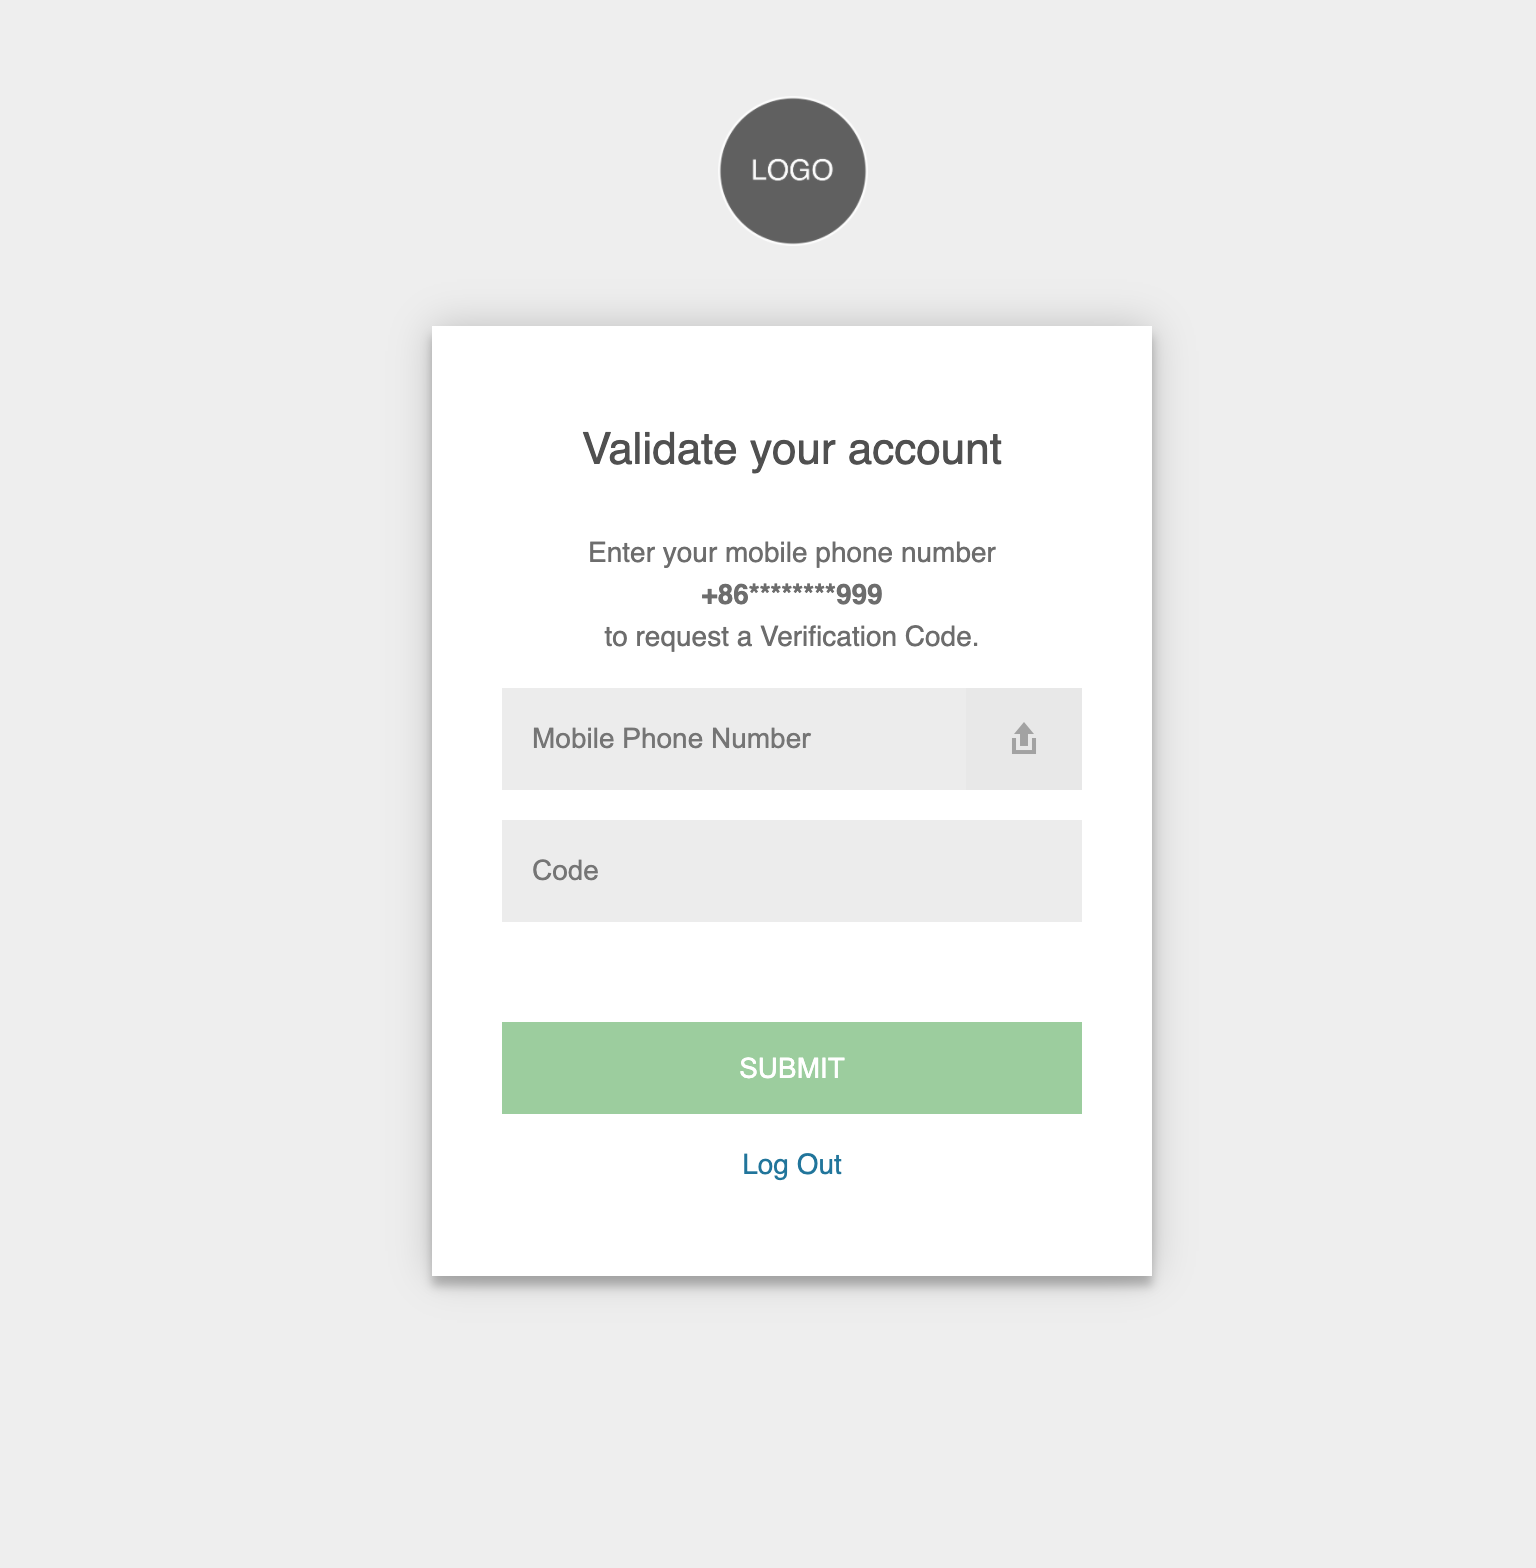 LOGO
Validate your account
Enter your mobile phone number
+86********999
to request a Verification Code.
Mobile Phone Number
Code
SUBMIT
Log Out